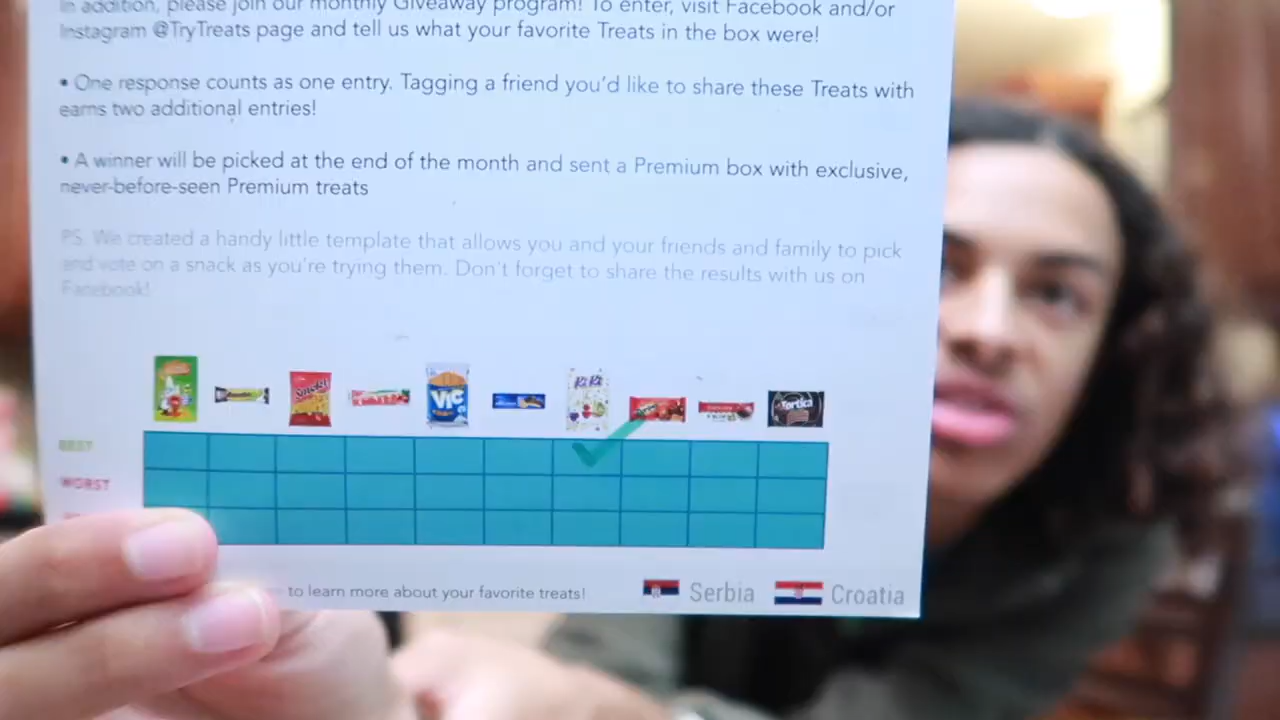 In addition, please join our monthly Giveaway program! To enter, visit Facebook and/or
Instagram @TryTreats page and tell us what your favorite Treats in the box were!
• One response counts as one entry. Tagging a friend you'd like to share these Treats with
earns two additional entries!
• A winner will be picked at the end of the month and sent a Premium box with exclusive,
never-before-seen Premium treats
PS. We created a handy little template that allows you and your friends and family to pick
and vote on a snack as you're trying them. Don't forget to share the results with us on
Facebook!
Smoki
ViC
KiKi
Tortica
BEST
WORST
to learn more about your favorite treats!
Serbia
Croatia